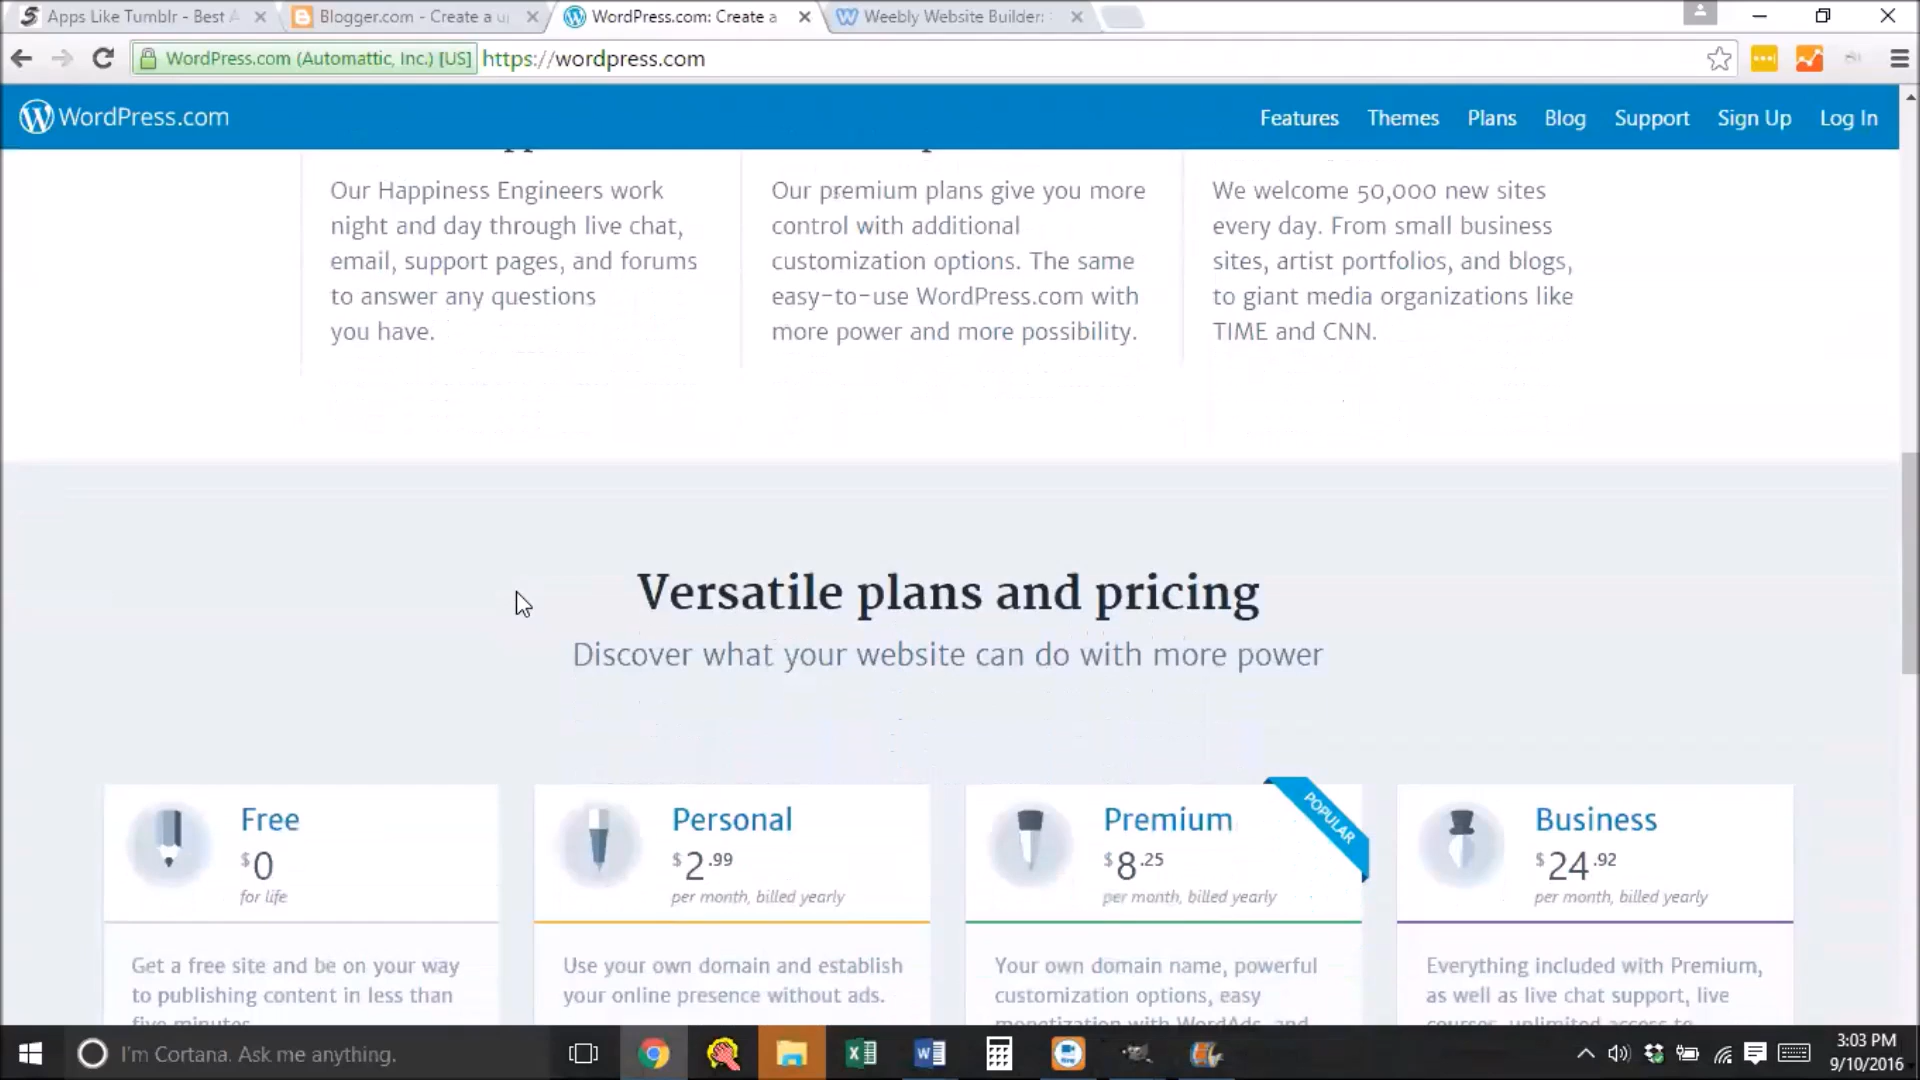 Apps Like Tumblr - Best A
Blogger.com - Create a u
WordPress.com: Create a
Weebly Website Builder:
WordPress.com (Automattic, Inc.) [US]
https://wordpress.com
WordPress.com
Features
Themes
Plans
Blog
Support
Sign Up
Log In
Our Happiness Engineers work
night and day through live chat,
email, support pages, and forums
to answer any questions
you have.
Our premium plans give you more
control with additional
customization options. The same
easy-to-use WordPress.com with
more power and more possibility.
We welcome 50,000 new sites
every day. From small business
sites, artist portfolios, and blogs,
to giant media organizations like
TIME and CNN.
Versatile plans and pricing
Discover what your website can do with more power
Free
$0
for life
Get a free site and be on your way
to publishing content in less than
five minutes
Personal
$2.99
per month, billed yearly
Use your own domain and establish
your online presence without ads.
Premium
$8.25
per month, billed yearly
POPULAR
Your own domain name, powerful
customization options, easy
monetization with WordAds, and
Business
$24.92
per month, billed yearly
Everything included with Premium,
as well as live chat support, live
courses, unlimited access to
I'm Cortana. Ask me anything.
3:03 PM
9/10/2016